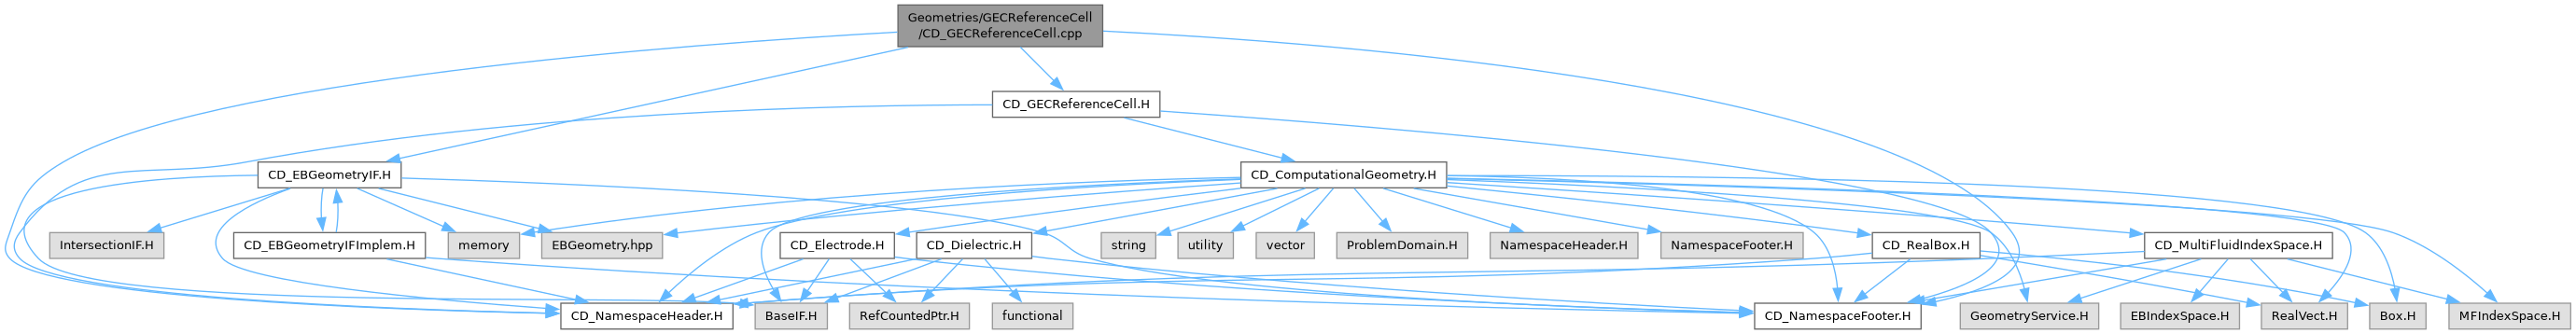 Geometries/GECReferenceCell
/CD_GECReferenceCell.cpp
CD_GECReferenceCell.H
CD_EBGeometryIF.H
CD_ComputationalGeometry.H
IntersectionIF.H
CD_EBGeometryIFImplem.H
memory
EBGeometry.hpp
CD_Electrode.H
CD_Dielectric.H
string
utility
vector
ProblemDomain.H
NamespaceHeader.H
NamespaceFooter.H
CD_RealBox.H
CD_MultiFluidIndexSpace.H
CD_NamespaceHeader.H
BaseIF.H
RefCountedPtr.H
functional
CD_NamespaceFooter.H
GeometryService.H
EBIndexSpace.H
RealVect.H
Box.H
MFIndexSpace.H